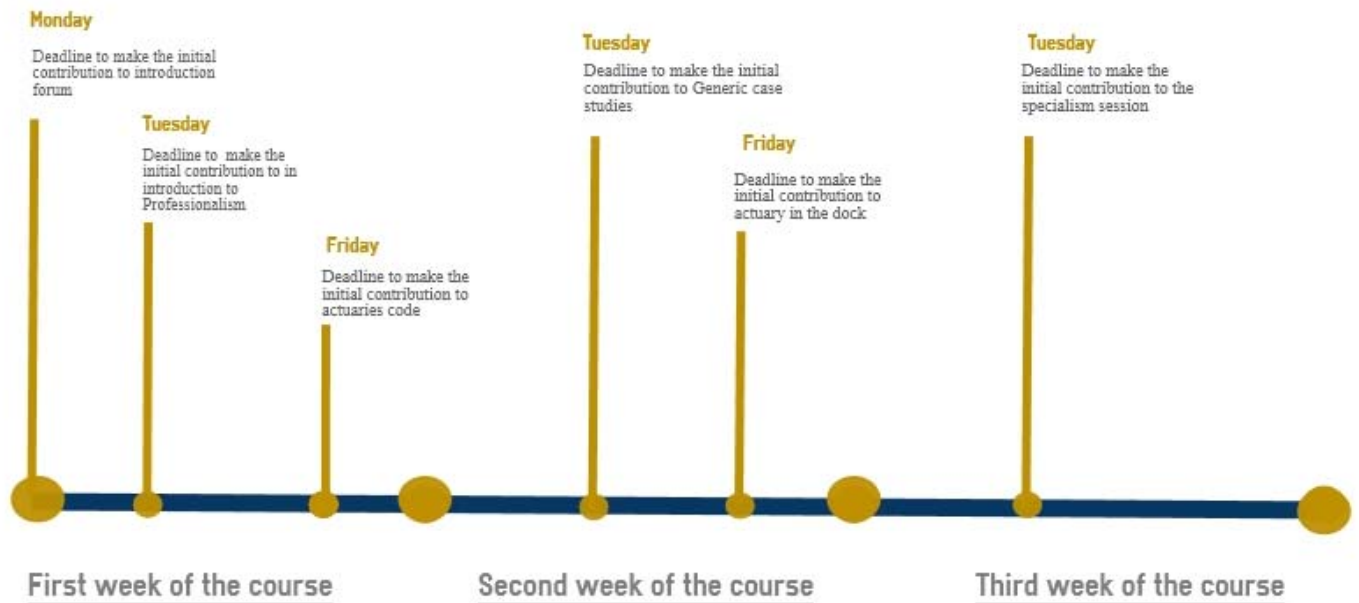 Monday
Deadline to make the initial
contribution to introduction
forum
Tuesday
Deadline to  make the
initial contribution to in
introduction to
Professionalism
Friday
Deadline to make the
initial contribution to
actuaries code
Tuesday
Deadline to make the initial
contribution to Generic case
studies
Friday
Deadline to make the
initial contribution to
actuary in the dock
Tuesday
Deadline to make the
initial contribution to the
specialism session
First week of the course
Second week of the course
Third week of the course